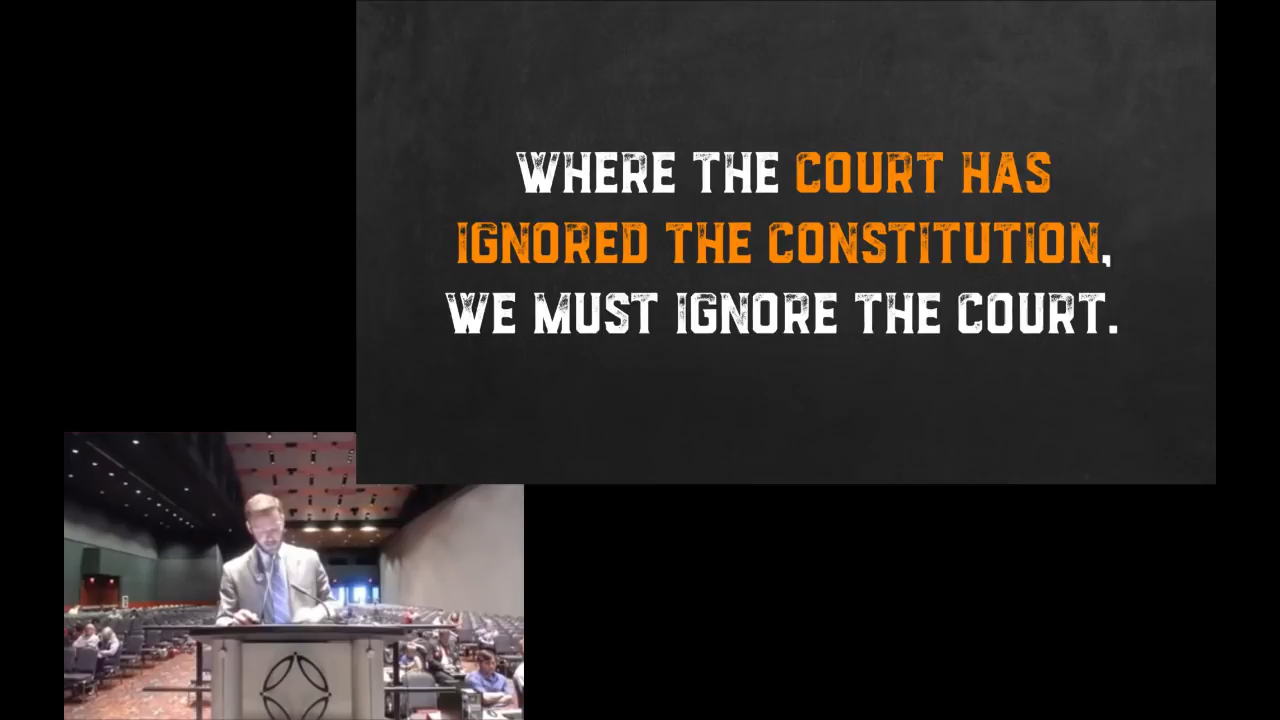 WHERE THE COURT HAS
IGNORED THE CONSTITUTION,
WE MUST IGNORE THE COURT.